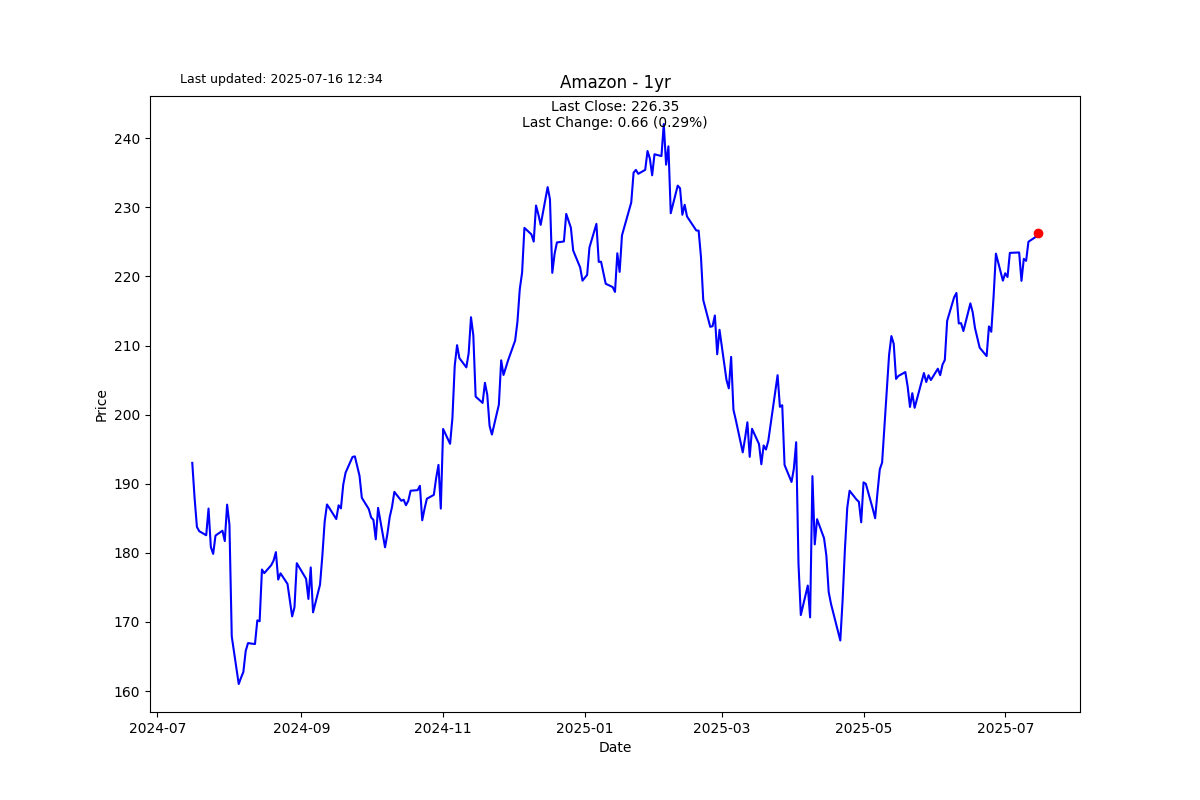 Last updated: 2025-07-16 12:34
Amazon - 1yr
Last Close: 226.35
Last Change: 0.66 (0.29%)
240
230
220
210
200
190
180
170
160
Price
2024-07
2024-09
2024-11
2025-01
2025-03
2025-05
2025-07
Date